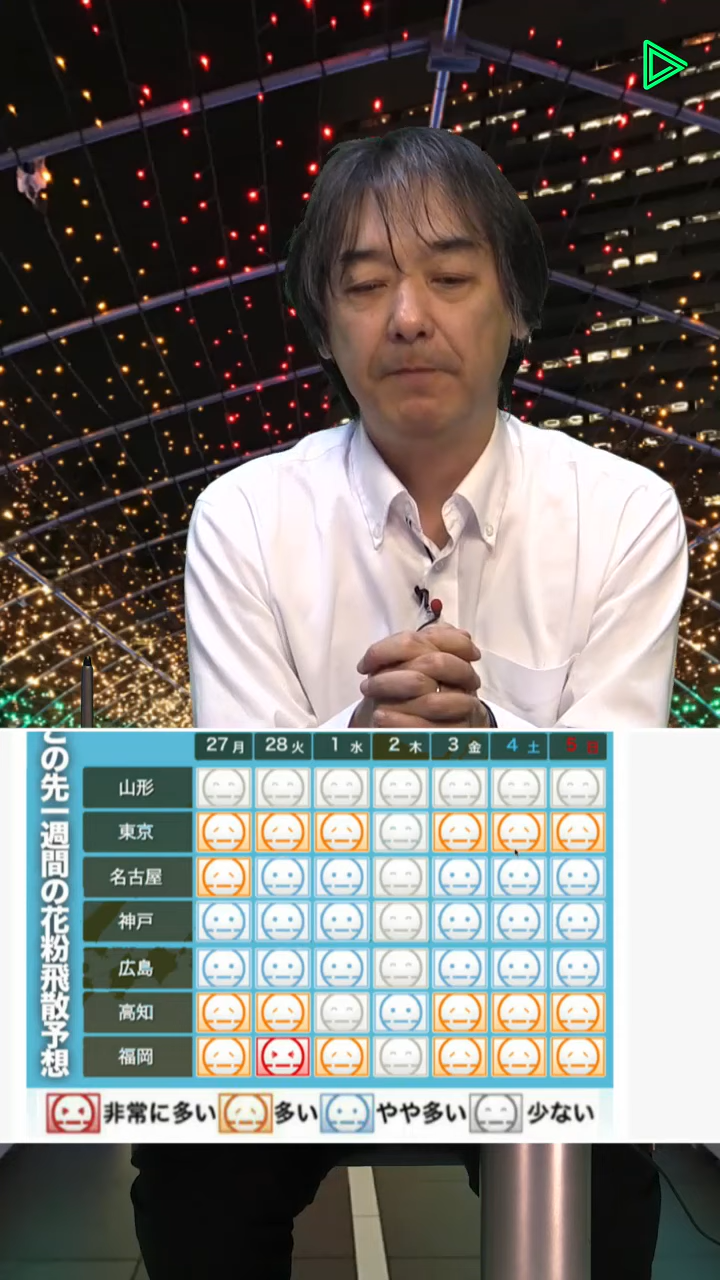 この先一週間の花粉飛散予想
27月 28火 1水 2木 3金 4土 5日
山形
東京
名古屋
神戸
広島
高知
福岡
非常に多い 多い やや多い 少ない